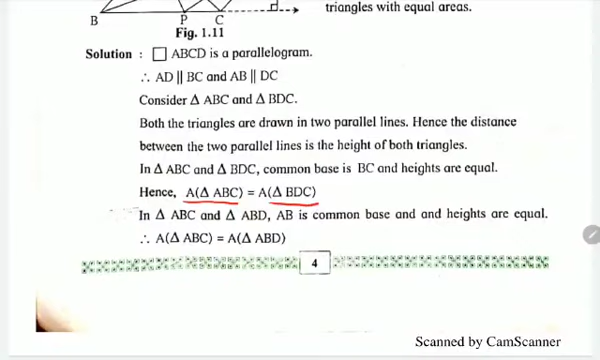 triangles with equal areas.
B P C
Fig. 1.11
Solution : □ ABCD is a parallelogram.
∴ AD || BC and AB || DC
Consider Δ ABC and Δ BDC.
Both the triangles are drawn in two parallel lines. Hence the distance
between the two parallel lines is the height of both triangles.
In Δ ABC and Δ BDC, common base is BC and heights are equal.
Hence, A(Δ ABC) = A(Δ BDC)
In Δ ABC and Δ ABD, AB is common base and and heights are equal.
∴ A(Δ ABC) = A(Δ ABD)
4
Scanned by CamScanner